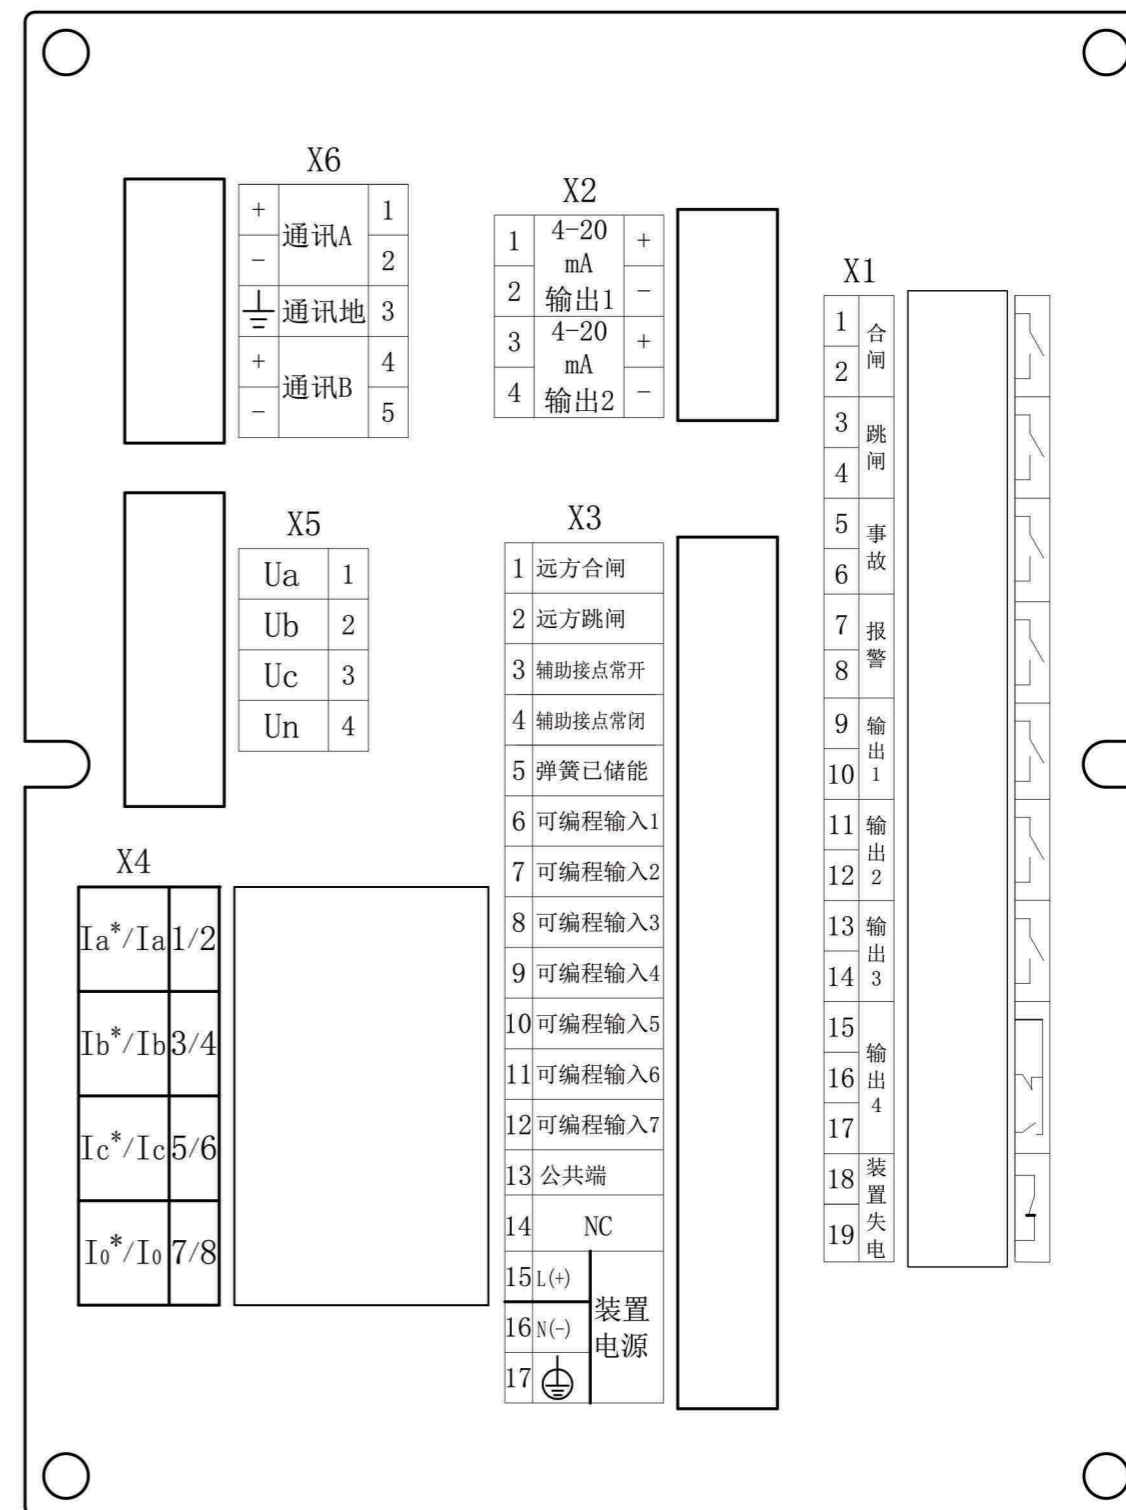 X6
+ 通讯A 1
- 2
通讯地 3
+ 通讯B 4
- 5
X2
1 4-20 mA 输出1 +
2 -
3 4-20 mA 输出2 +
4 -
X1
1 合闸
2
3 跳闸
4
5 事故
6
7 报警
8
9 输出1
10
11 输出2
12
13 输出3
14
15 输出4
16
17
18 装置失电
19
X5
Ua 1
Ub 2
Uc 3
Un 4
X3
1 远方合闸
2 远方跳闸
3 辅助接点常开
4 辅助接点常闭
5 弹簧已储能
6 可编程输入1
7 可编程输入2
8 可编程输入3
9 可编程输入4
10 可编程输入5
11 可编程输入6
12 可编程输入7
13 公共端
14 NC
15 L(+) 装置电源
16 N(-)
17
X4
Ia*/Ia 1/2
Ib*/Ib 3/4
Ic*/Ic 5/6
I0*/I0 7/8